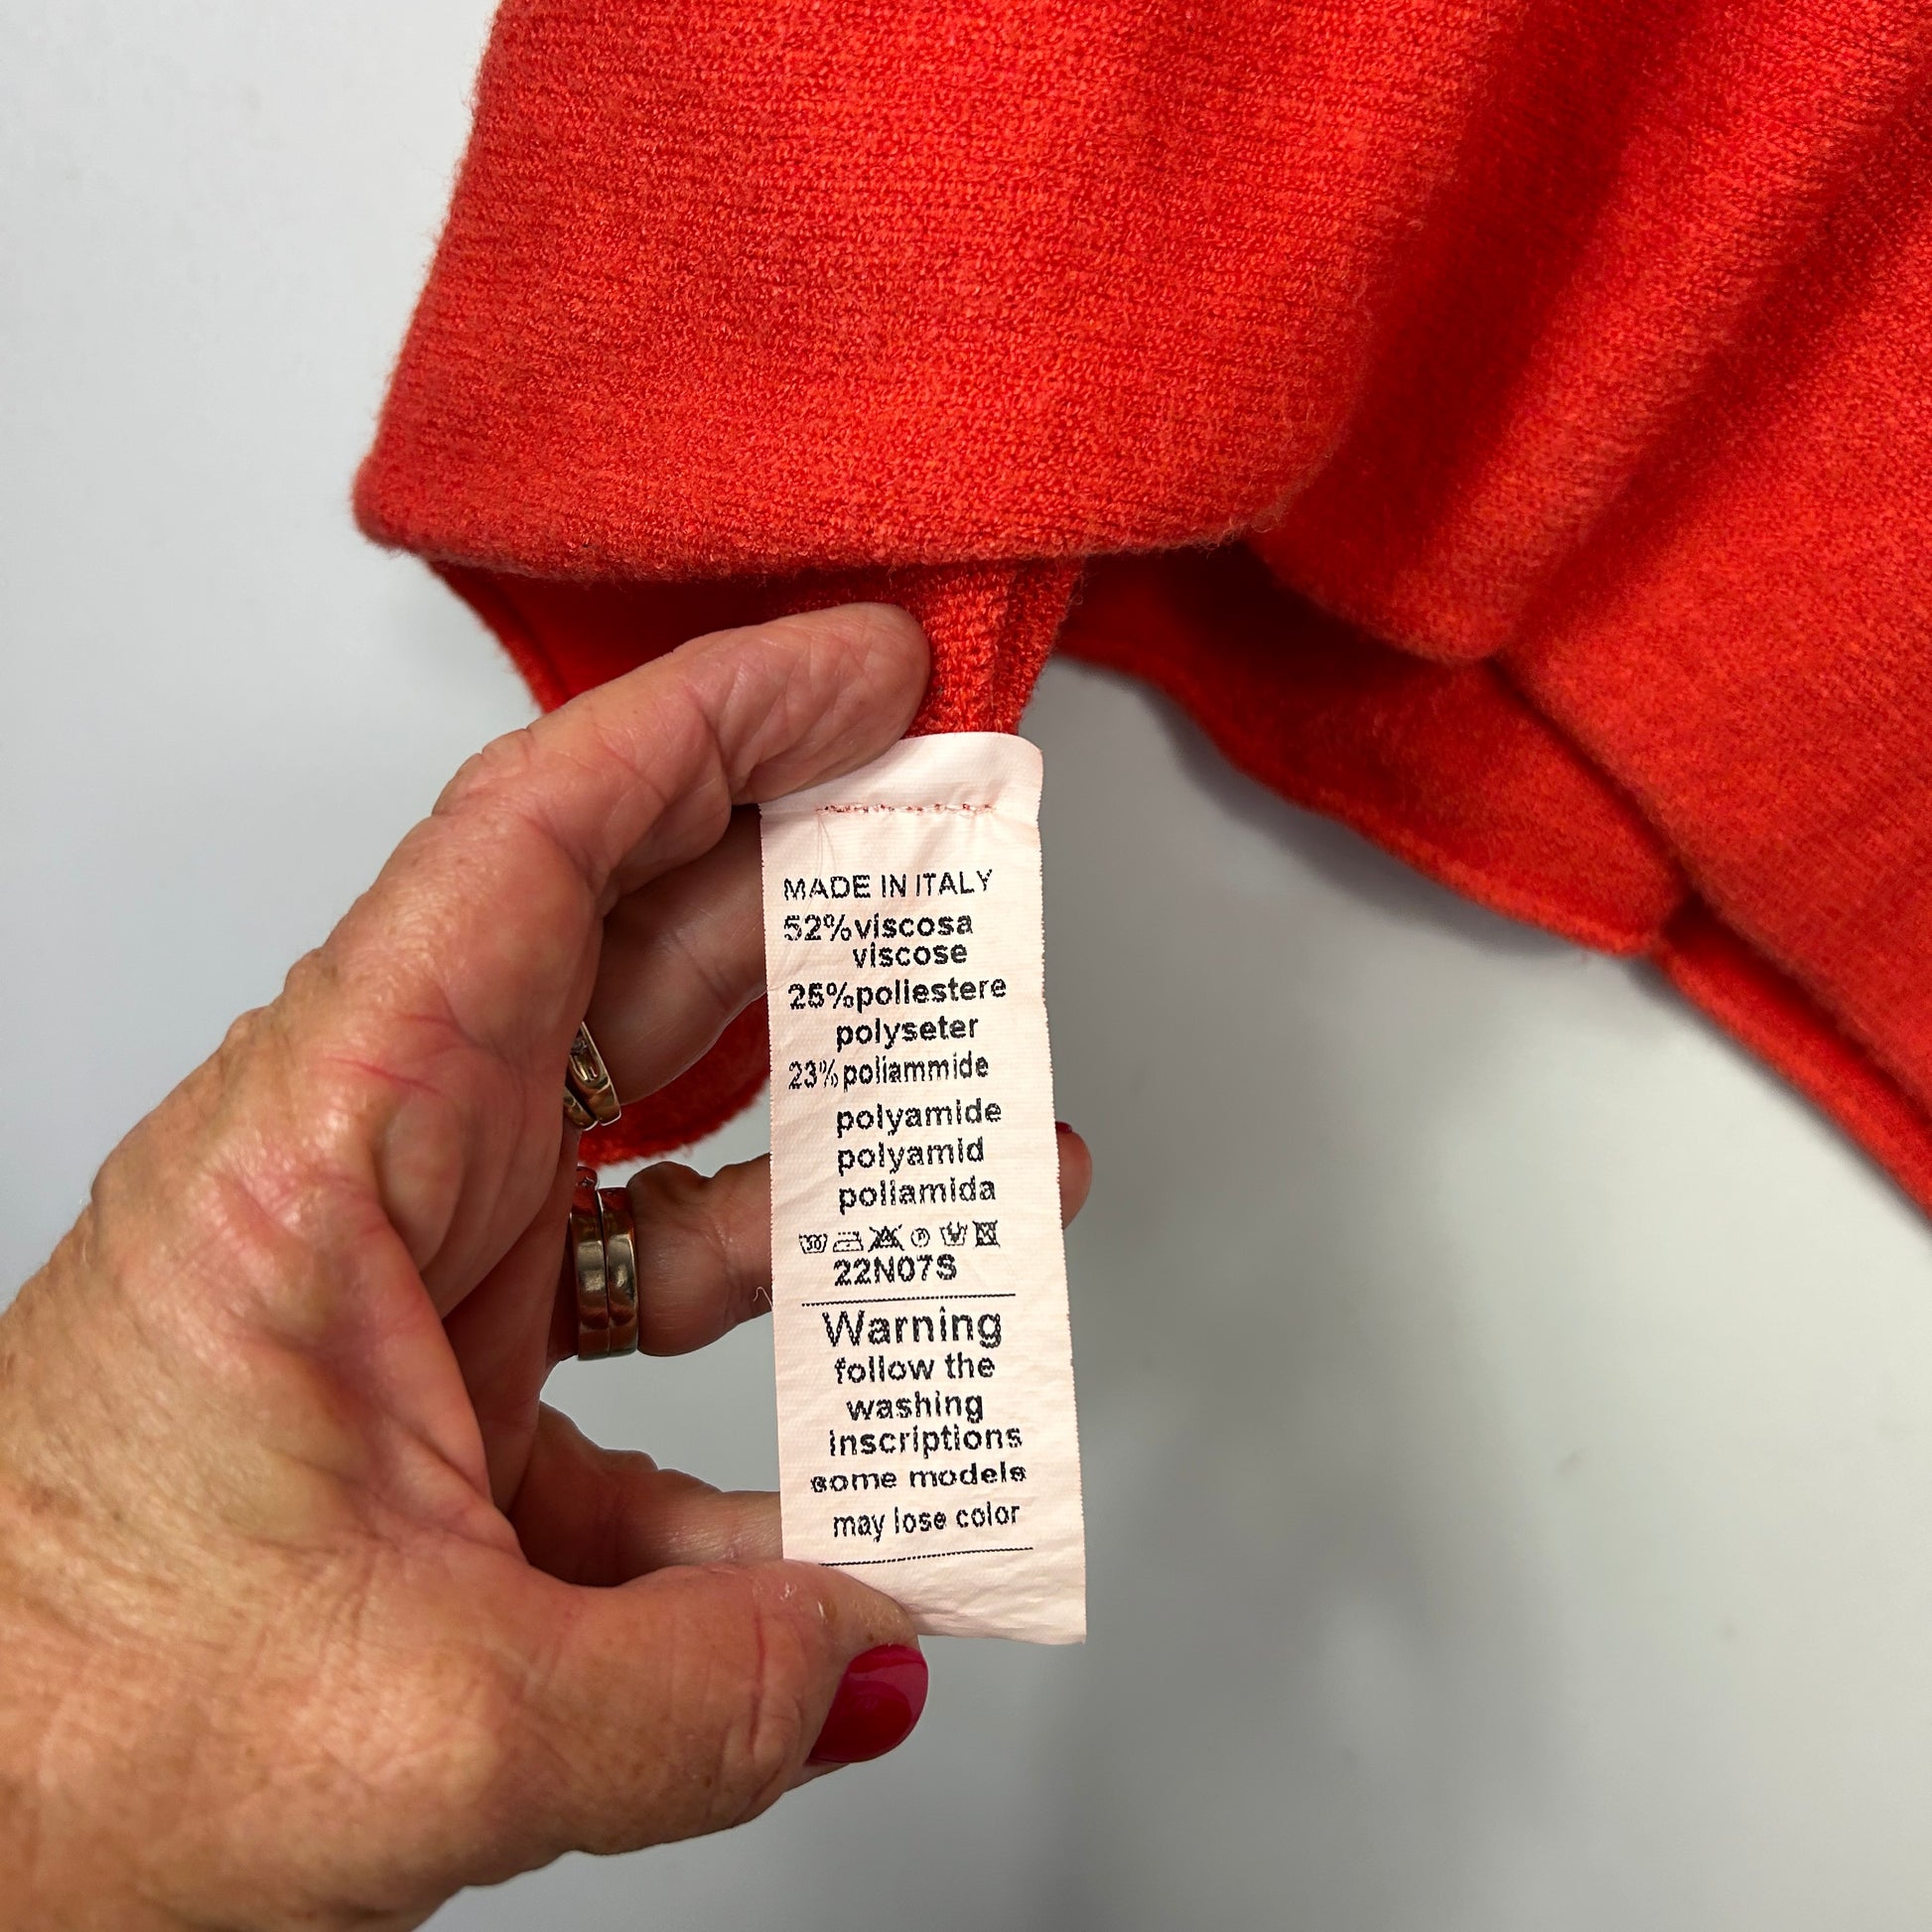 MADE IN ITALY
52%viscosa
viscose
25%poliestere
polyseter
23%poliammide
polyamide
polyamid
poliamida
22N07S
Warning
follow the
washing
inscriptions
some models
may lose color